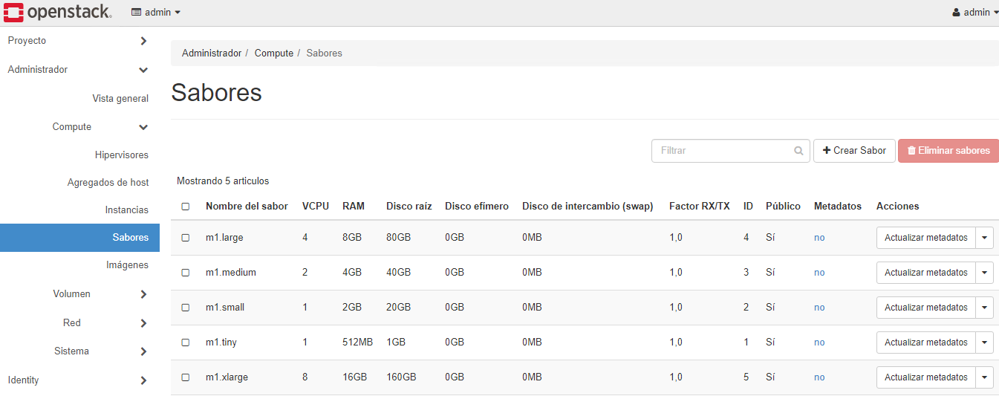 openstack. admin admin
Proyecto
Administrador
Vista general
Compute
Hipervisores
Agregados de host
Instancias
Sabores
Imágenes
Volumen
Red
Sistema
Identity
Administrador / Compute / Sabores
Sabores
Filtrar Crear Sabor Eliminar sabores
Mostrando 5 articulos
Nombre del sabor VCPU RAM Disco raíz Disco efímero Disco de intercambio (swap) Factor RX/TX ID Público Metadatos Acciones
m1.large 4 8GB 80GB 0GB 0MB 1,0 4 Sí no Actualizar metadatos
m1.medium 2 4GB 40GB 0GB 0MB 1,0 3 Sí no Actualizar metadatos
m1.small 1 2GB 20GB 0GB 0MB 1,0 2 Sí no Actualizar metadatos
m1.tiny 1 512MB 1GB 0GB 0MB 1,0 1 Sí no Actualizar metadatos
m1.xlarge 8 16GB 160GB 0GB 0MB 1,0 5 Sí no Actualizar metadatos